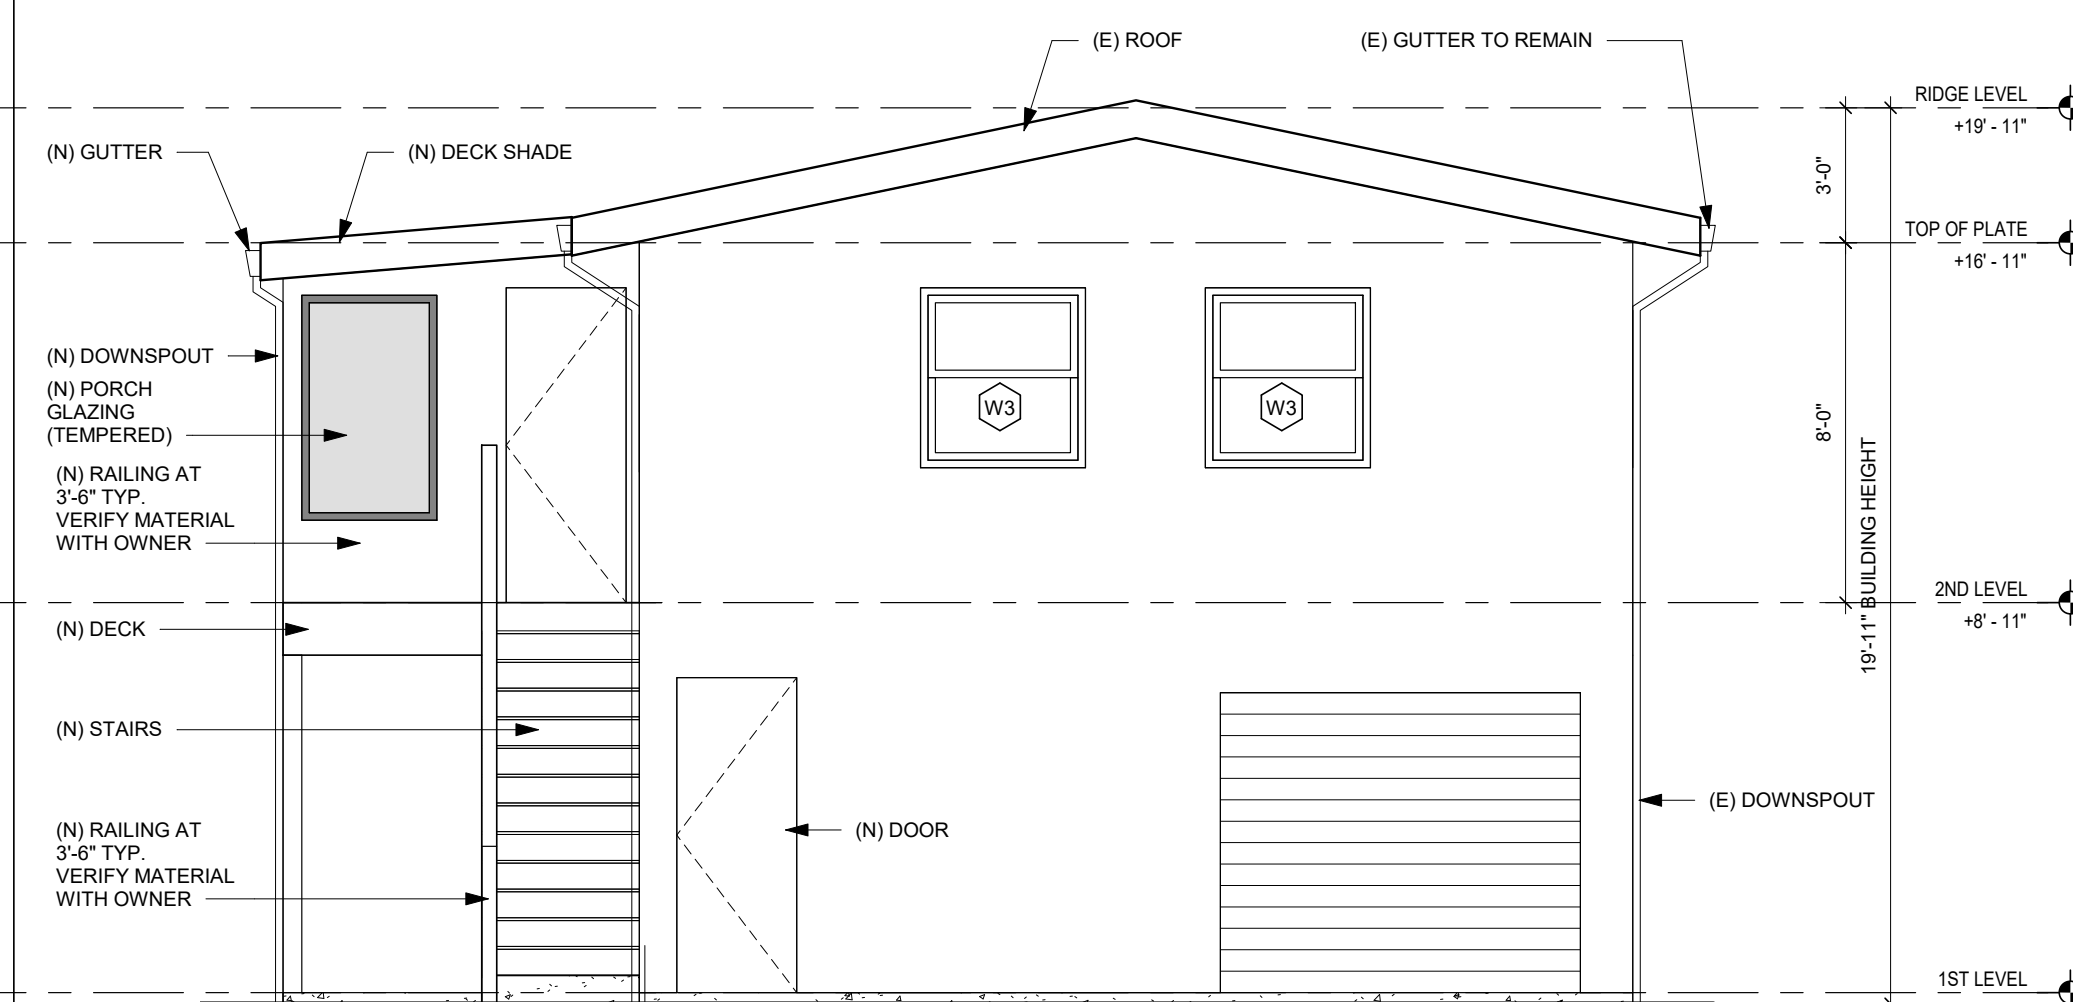 (E) ROOF
(E) GUTTER TO REMAIN
RIDGE LEVEL
+19' - 11"
(N) GUTTER
(N) DECK SHADE
3'-0"
TOP OF PLATE
+16' - 11"
(N) DOWNSPOUT
(N) PORCH
GLAZING
(TEMPERED)
W3
W3
8'-0"
(N) RAILING AT
3'-6" TYP.
VERIFY MATERIAL
WITH OWNER
19'-11" BUILDING HEIGHT
2ND LEVEL
+8' - 11"
(N) DECK
(N) STAIRS
(E) DOWNSPOUT
(N) RAILING AT
3'-6" TYP.
VERIFY MATERIAL
WITH OWNER
(N) DOOR
1ST LEVEL